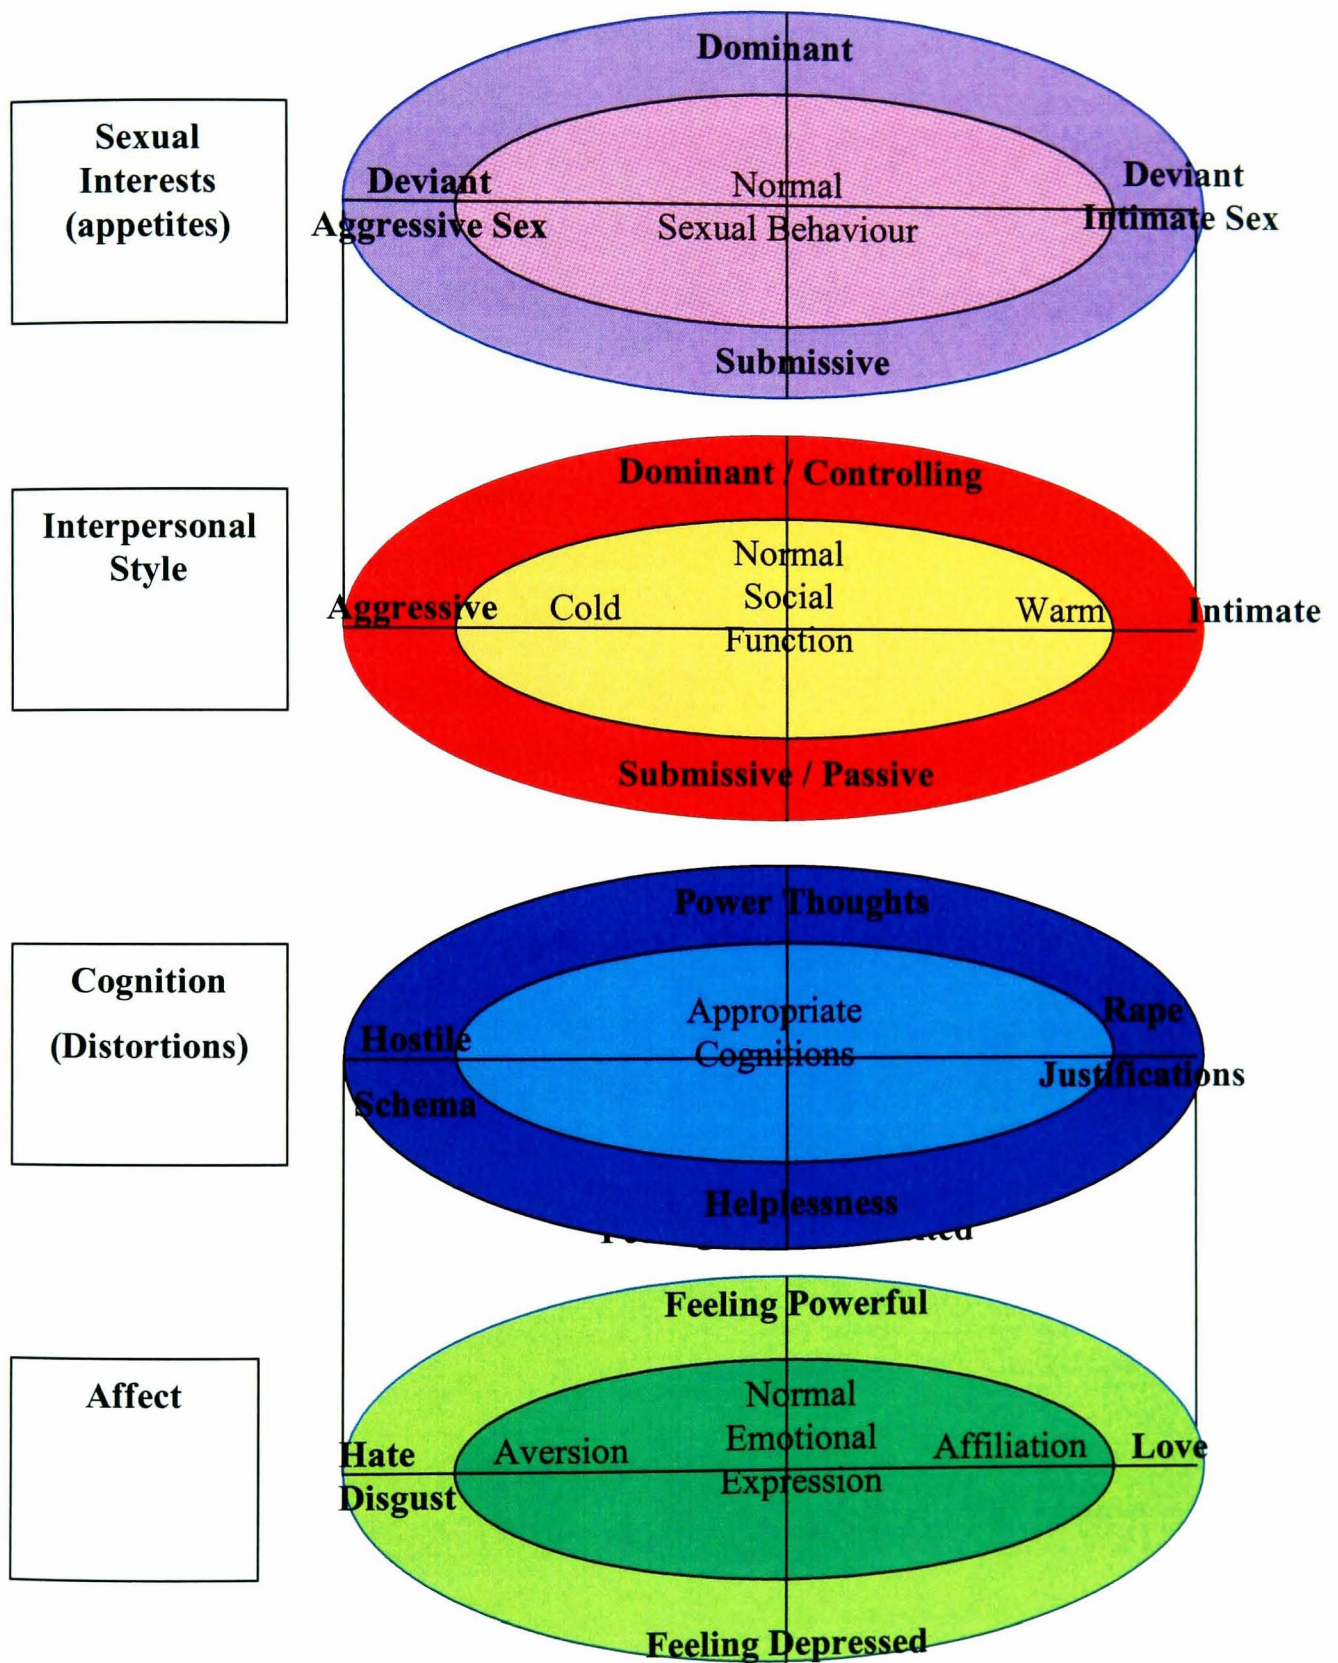 Sexual
Interests
(appetites)
Dominant
Deviant
Aggressive Sex
Normal
Sexual Behaviour
Deviant
Intimate Sex
Submissive
Interpersonal
Style
Dominant / Controlling
Aggressive
Cold
Normal
Social
Function
Warm
Intimate
Submissive / Passive
Cognition
(Distortions)
Power Thoughts
Hostile
Schema
Appropriate
Cognitions
Rape
Justifications
Helplessness
Affect
Feeling Powerful
Hate
Disgust
Aversion
Normal
Emotional
Expression
Affiliation
Love
Feeling Depressed